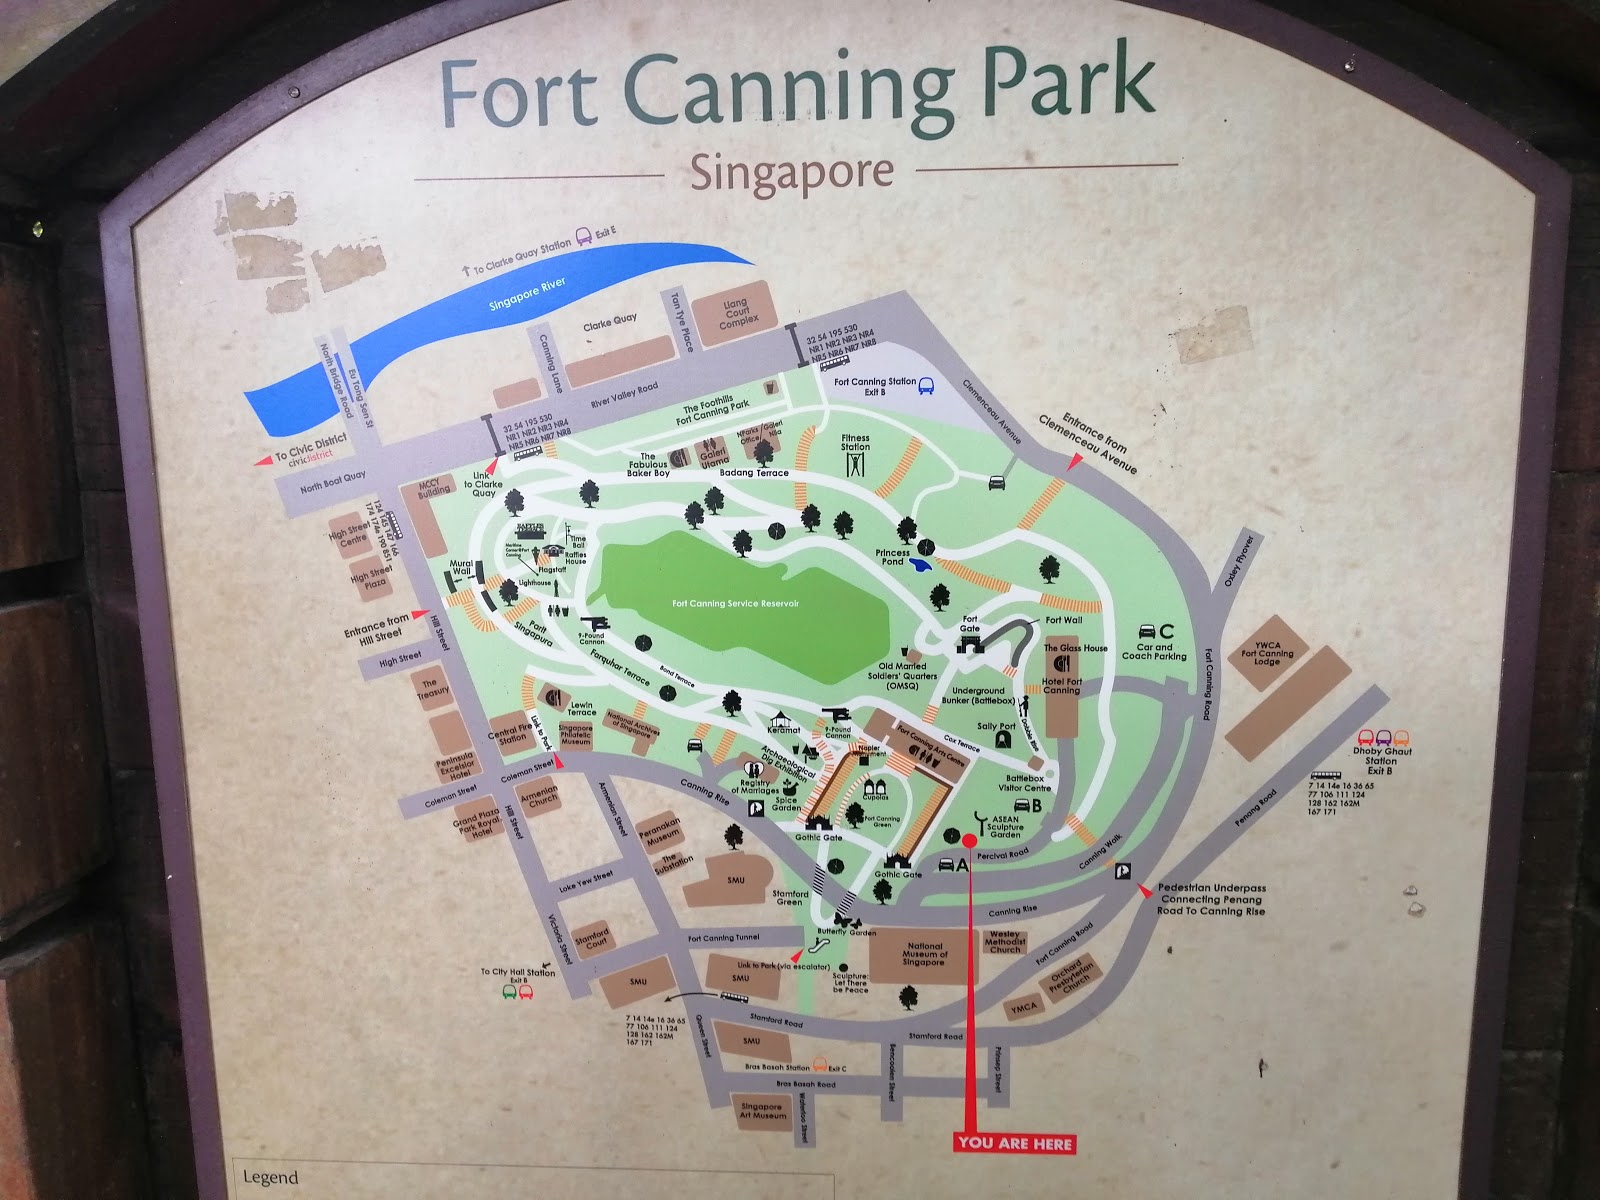 Fort Canning Park
Singapore
To Clarke Quay Station Exit E
Singapore River
Clarke Quay
Tan Tye Place
Liang
Court
Complex
32 54 195 530
NR1 NR2 NR3 NR4
NR5 NR6 NR7 NR8
Fort Canning Station
Exit B
Clemenceau Avenue
Entrance from
Clemenceau Avenue
North Bridge Road
Eu Tong Sen St
Canning Lane
River Valley Road
The Foothills
Fort Canning Park
To Civic District
civicdistrict
North Boat Quay
32 54 195 530
NR1 NR2 NR3 NR4
NR5 NR6 NR7 NR8
Link
to Clarke
Quay
MCCY
Building
The
Fabulous
Baker Boy
Galeri
Utama
NParks /Galeri
Office Nila
Badang Terrace
Fitness
Station
High Street
Centre
124 145 147 166
174 174e 190 851
High Street
Plaza
Mural
Wall
RAFFLES
Maritime
Corner@Fort
Canning
Time
Ball
Raffles
House
Flagstaff
Lighthouse
Princess
Pond
Oxley Flyover
Fort Canning Service Reservoir
Entrance from
Hill Street
Hill Street
High Street
Parit
Singapura
9-Pound
Cannon
Farquhar Terrace
Bond Terrace
Fort
Gate
Fort Wall
The Glass House
Hotel Fort
Canning
C
Car and
Coach Parking
Fort Canning Road
YWCA
Fort Canning
Lodge
Old Married
Soldiers' Quarters
(OMSQ)
Underground
Bunker (Battlebox)
Sally Port
Dobbie Rise
Cox Terrace
Battlebox
Visitor Centre
B
The
Treasury
Central Fire
Station
Link to Park
Lewin
Terrace
Singapore
Philatelic
Museum
National Archives
of Singapore
Keramat
9-Pound
Cannon
Fort Canning Arts Centre
Archaeological
Dig Exhibition
Registry
of Marriages
Spice
Garden
Cupolas
Fort Canning
Green
Gothic Gate
Gothic Gate
ASEAN
Sculpture
Garden
A
Percival Road
Canning Walk
Dhoby Ghaut
Station
Exit B
7 14 14e 16 36 65
77 106 111 124
128 162 162M
167 171
Penang Road
Pedestrian Underpass
Connecting Penang
Road To Canning Rise
Peninsula
Excelsior
Hotel
Coleman Street
Coleman Street
Grand Plaza
Park Royal
Hotel
Hill Street
Armenian
Church
Armenian Street
Canning Rise
Peranakan
Museum
The
Substation
SMU
Loke Yew Street
Victoria Street
Stamford
Court
Stamford
Green
Canning Rise
Butterfly Garden
Fort Canning Tunnel
Link to Park (via escalator)
Sculpture:
Let There
be Peace
National
Museum of
Singapore
Wesley
Methodist
Church
Fort Canning Road
Orchard
Presbyterian
Church
YMCA
To City Hall Station
Exit B
SMU
SMU
7 14 14e 16 36 65
77 106 111 124
128 162 162M
167 171
Stamford Road
Stamford Road
Queen Street
SMU
Bras Basah Station Exit C
Bras Basah Road
Bencoolen Street
Prinsep Street
Singapore
Art Museum
Waterloo Street
YOU ARE HERE
Legend